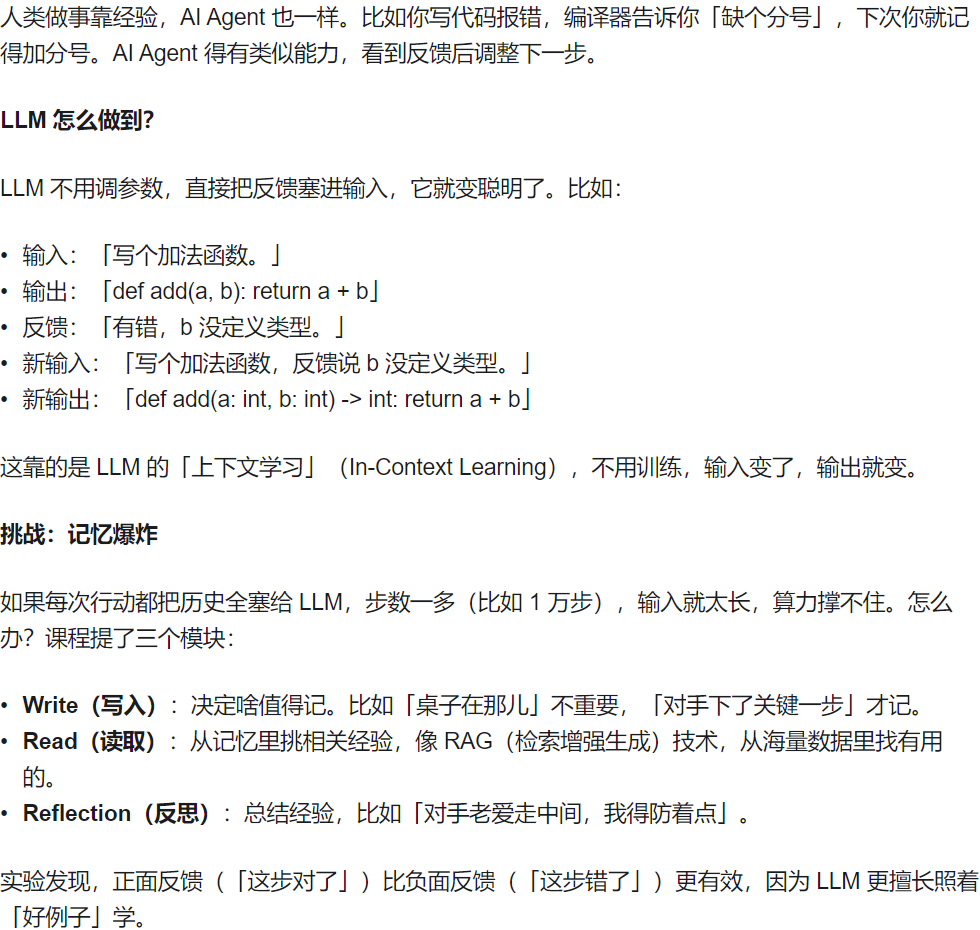 人类做事靠经验，AI Agent 也一样。比如你写代码报错，编译器告诉你「缺个分号」，下次你就记
得加分号。AI Agent 得有类似能力，看到反馈后调整下一步。
LLM 怎么做到？
LLM 不用调参数，直接把反馈塞进输入，它就变聪明了。比如：
• 输入：「写个加法函数。」
• 输出：「def add(a, b): return a + b」
• 反馈：「有错，b 没定义类型。」
• 新输入：「写个加法函数，反馈说 b 没定义类型。」
• 新输出：「def add(a: int, b: int) -> int: return a + b」
这靠的是 LLM 的「上下文学习」（In-Context Learning），不用训练，输入变了，输出就变。
挑战：记忆爆炸
如果每次行动都把历史全塞给 LLM，步数一多（比如 1 万步），输入就太长，算力撑不住。怎么
办？课程提了三个模块：
• Write（写入）：决定啥值得记。比如「桌子在那儿」不重要，「对手下了关键一步」才记。
• Read（读取）：从记忆里挑相关经验，像 RAG（检索增强生成）技术，从海量数据里找有用
的。
• Reflection（反思）：总结经验，比如「对手老爱走中间，我得防着点」。
实验发现，正面反馈（「这步对了」）比负面反馈（「这步错了」）更有效，因为 LLM 更擅长照着
「好例子」学。